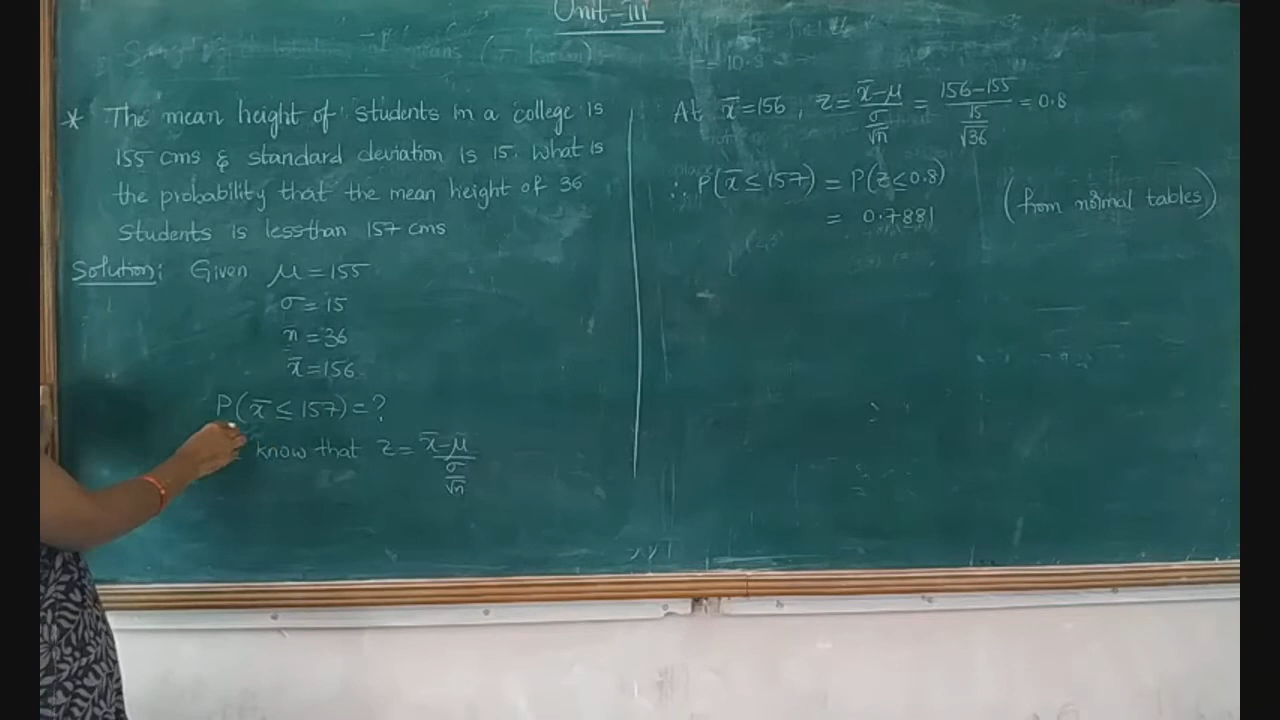 Unit-III
* The mean height of students in a college is
155 cms & standard deviation is 15. What is
the probability that the mean height of 36
students is lessthan 157 cms
Solution: Given μ = 155
σ = 15
n = 36
x̄ = 156
P(x̄ ≤ 157) = ?
know that z = (x̄-μ)/(σ/√n)
At x̄ = 156, z = (x̄-μ)/(σ/√n) = (156-155)/(15/√36) = 0.8
∴ P(x̄ ≤ 157) = P(z ≤ 0.8)
= 0.7881 (from normal tables)